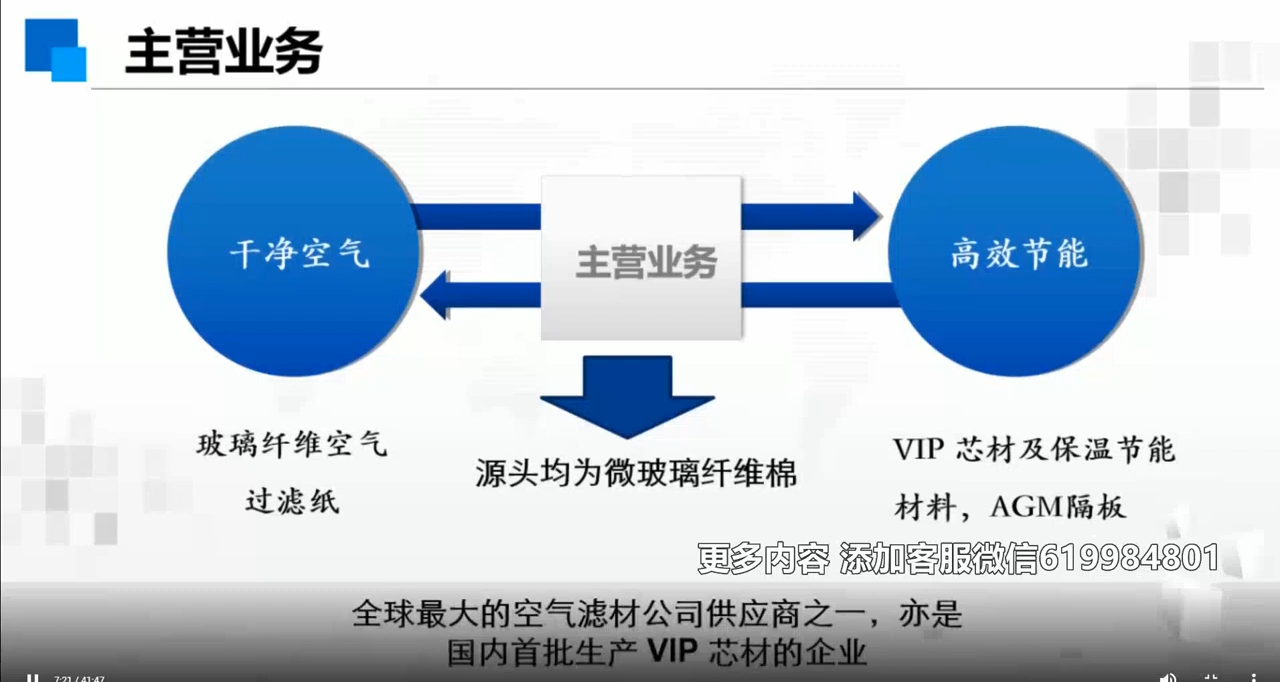 主营业务
干净空气
主营业务
高效节能
玻璃纤维空气
过滤纸
源头均为微玻璃纤维棉
VIP 芯材及保温节能
材料，AGM隔板
更多内容 添加客服微信619984801
全球最大的空气滤材公司供应商之一，亦是
国内首批生产 VIP 芯材的企业
7:21 / 41:47